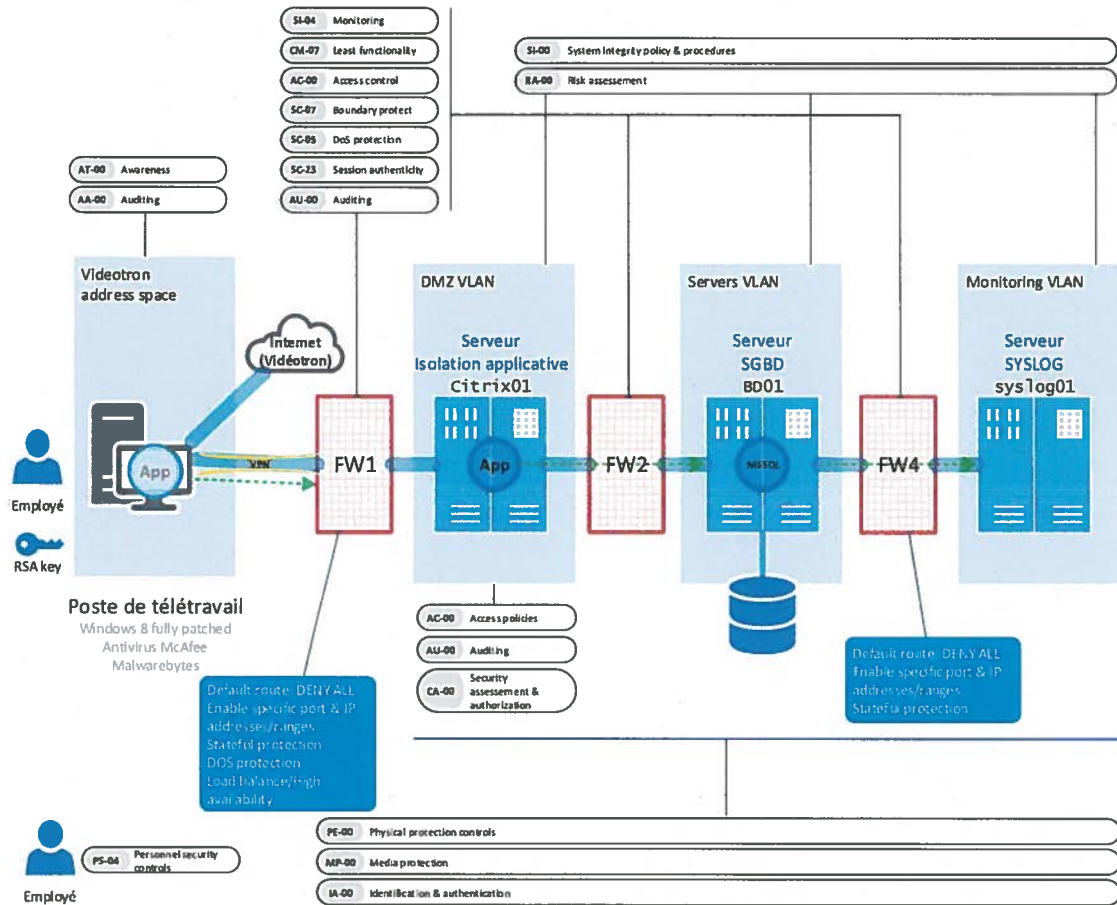 SI-04 Monitoring
CM-07 Least functionality
AC-00 Access control
SC-07 Boundary protect
SC-05 DoS protection
SC-23 Session authenticity
AU-00 Auditing
SI-00 System Integrity policy & procedures
RA-00 Risk assessement
AT-00 Awareness
AA-00 Auditing
Videotron
address space
Internet
(Vidéotron)
DMZ VLAN
Serveur
Isolation applicative
Citrix01
Servers VLAN
Serveur
SGBD
BD01
Monitoring VLAN
Serveur
SYSLOG
syslog01
App
VPN
FW1
App
FW2
MSSQL
FW4
Employé
RSA key
Poste de télétravail
Windows 8 fully patched
Antivirus McAfee
Malwarebytes
Default route: DENY ALL
Enable specific port & IP
addresses/ranges
Stateful protection
DOS protection
Load balance/High
availability
AC-00 Access policies
AU-00 Auditing
CA-00 Security
assessment &
authorization
Default route: DENY ALL
Enable specific port & IP
addresses/ranges
Stateful protection
PE-00 Physical protection controls
MP-00 Media protection
IA-00 Identification & authentication
PS-04 Personnel security
controls
Employé